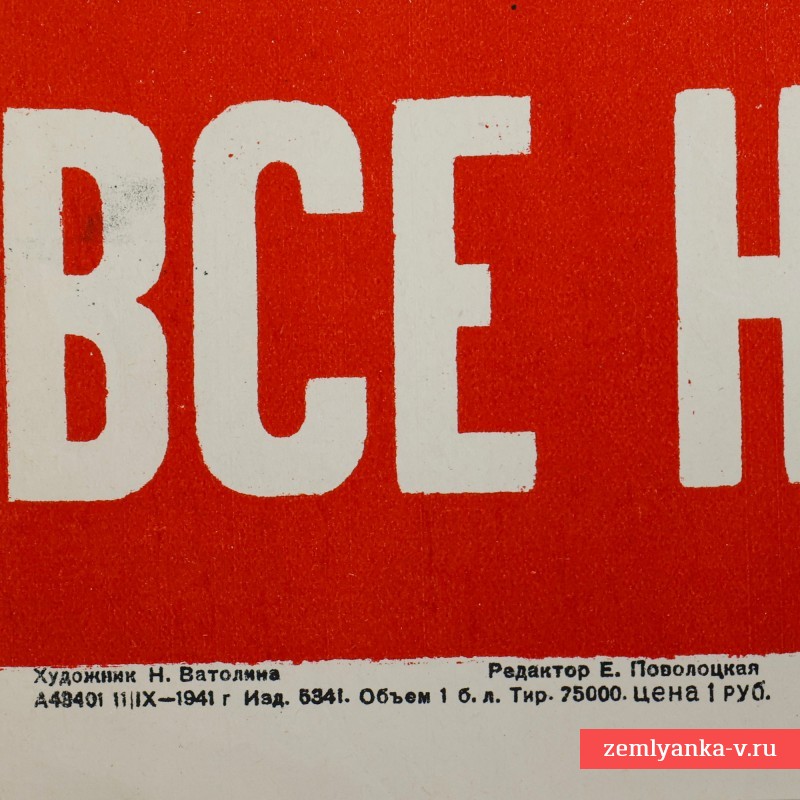 ВСЕ Н
Художник Н. Ватолина Редактор Е. Поволоцкая
А43401 11|IX—1941 г Изд. 5341. Объем 1 б. л. Тир. 75000. Цена 1 руб.
zemlyanka-v.ru